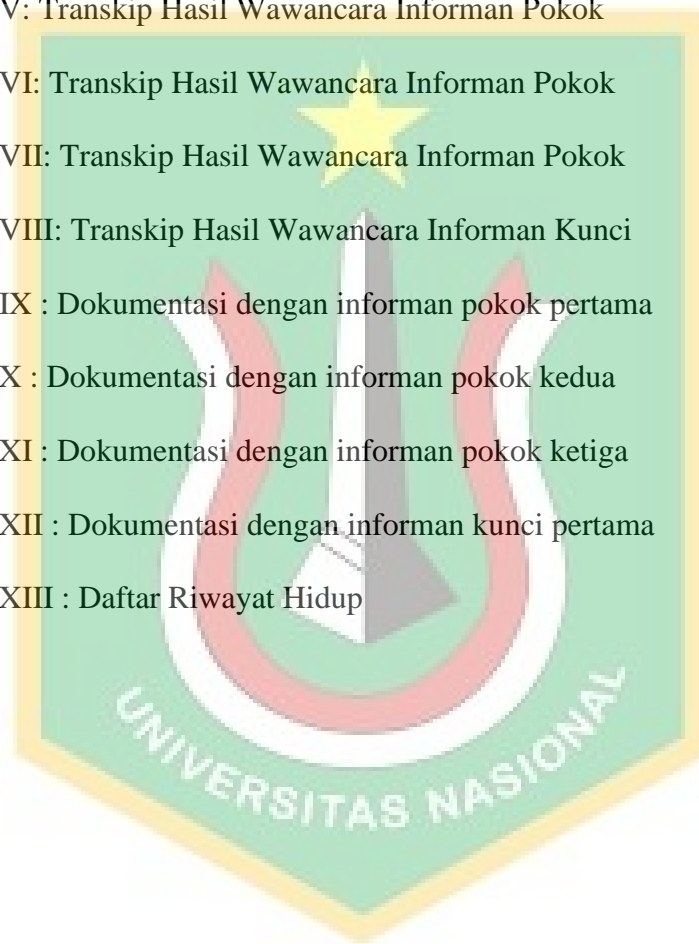 V: Transkip Hasil Wawancara Informan Pokok
VI: Transkip Hasil Wawancara Informan Pokok
VII: Transkip Hasil Wawancara Informan Pokok
VIII: Transkip Hasil Wawancara Informan Kunci
IX : Dokumentasi dengan informan pokok pertama
X : Dokumentasi dengan informan pokok kedua
XI : Dokumentasi dengan informan pokok ketiga
XII : Dokumentasi dengan informan kunci pertama
XIII : Daftar Riwayat Hidup
UNIVERSITAS NASIONAL